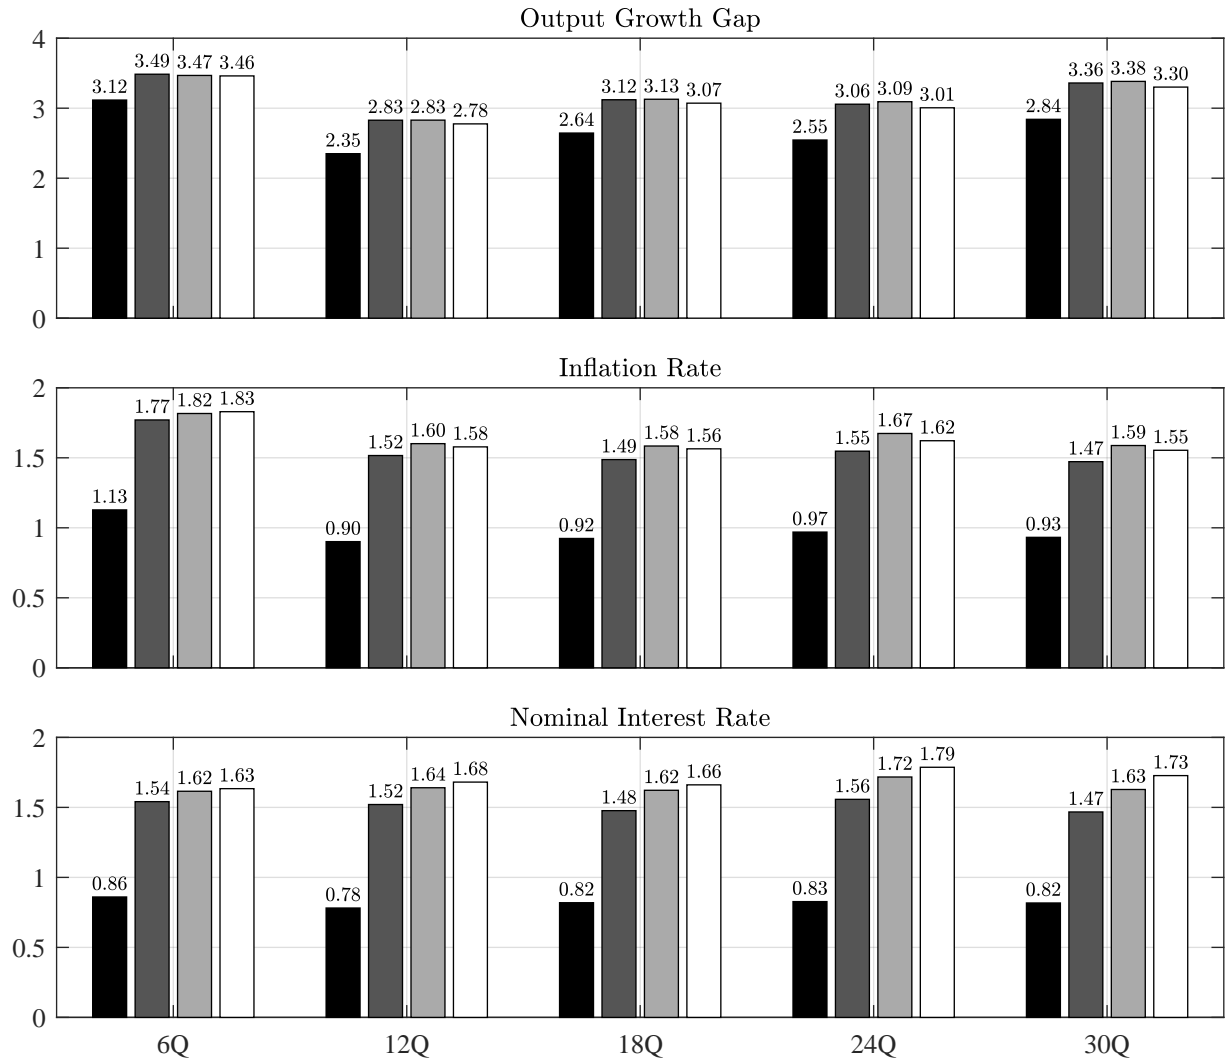 Output Growth Gap
4
3
2
1
0
3.12 3.49 3.47 3.46
2.35 2.83 2.83 2.78
2.64 3.12 3.13 3.07
2.55 3.06 3.09 3.01
2.84 3.36 3.38 3.30
Inflation Rate
2
1.5
1
0.5
0
1.13 1.77 1.82 1.83
0.90 1.52 1.60 1.58
0.92 1.49 1.58 1.56
0.97 1.55 1.67 1.62
0.93 1.47 1.59 1.55
Nominal Interest Rate
2
1.5
1
0.5
0
0.86 1.54 1.62 1.63
0.78 1.52 1.64 1.68
0.82 1.48 1.62 1.66
0.83 1.56 1.72 1.79
0.82 1.47 1.63 1.73
6Q 12Q 18Q 24Q 30Q